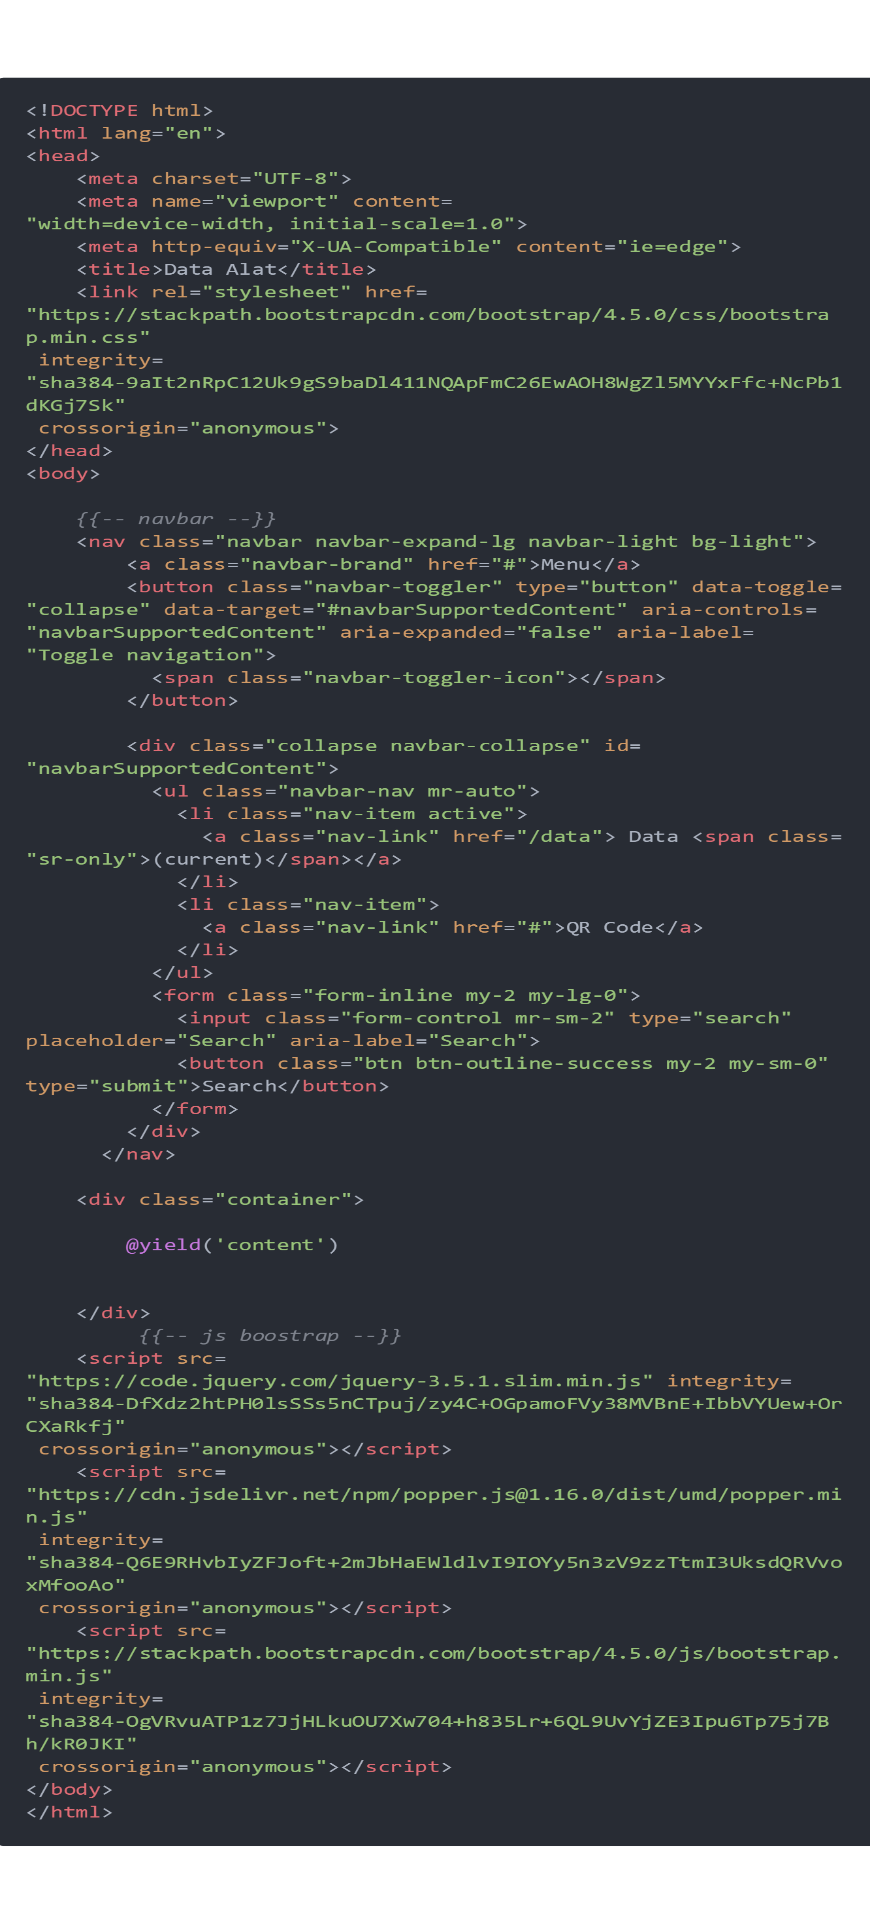 <!DOCTYPE html>
<html lang="en">
<head>
    <meta charset="UTF-8">
    <meta name="viewport" content=
"width=device-width, initial-scale=1.0">
    <meta http-equiv="X-UA-Compatible" content="ie=edge">
    <title>Data Alat</title>
    <link rel="stylesheet" href=
"https://stackpath.bootstrapcdn.com/bootstrap/4.5.0/css/bootstra
p.min.css"
 integrity=
"sha384-9aIt2nRpC12Uk9gS9baDl411NQApFmC26EwAOH8WgZl5MYYxFfc+NcPb1
dKGj7Sk"
 crossorigin="anonymous">
</head>
<body>

    {{-- navbar --}}
    <nav class="navbar navbar-expand-lg navbar-light bg-light">
        <a class="navbar-brand" href="#">Menu</a>
        <button class="navbar-toggler" type="button" data-toggle=
"collapse" data-target="#navbarSupportedContent" aria-controls=
"navbarSupportedContent" aria-expanded="false" aria-label=
"Toggle navigation">
          <span class="navbar-toggler-icon"></span>
        </button>

        <div class="collapse navbar-collapse" id=
"navbarSupportedContent">
          <ul class="navbar-nav mr-auto">
            <li class="nav-item active">
              <a class="nav-link" href="/data"> Data <span class=
"sr-only">(current)</span></a>
            </li>
            <li class="nav-item">
              <a class="nav-link" href="#">QR Code</a>
            </li>
          </ul>
          <form class="form-inline my-2 my-lg-0">
            <input class="form-control mr-sm-2" type="search"
placeholder="Search" aria-label="Search">
            <button class="btn btn-outline-success my-2 my-sm-0"
type="submit">Search</button>
          </form>
        </div>
      </nav>

    <div class="container">

        @yield('content')


    </div>
         {{-- js boostrap --}}
    <script src=
"https://code.jquery.com/jquery-3.5.1.slim.min.js" integrity=
"sha384-DfXdz2htPH0lsSSs5nCTpuj/zy4C+OGpamoFVy38MVBnE+IbbVYUew+Or
CXaRkfj"
 crossorigin="anonymous"></script>
    <script src=
"https://cdn.jsdelivr.net/npm/popper.js@1.16.0/dist/umd/popper.mi
n.js"
 integrity=
"sha384-Q6E9RHvbIyZFJoft+2mJbHaEWldlvI9IOYy5n3zV9zzTtmI3UksdQRVvo
xMfooAo"
 crossorigin="anonymous"></script>
    <script src=
"https://stackpath.bootstrapcdn.com/bootstrap/4.5.0/js/bootstrap.
min.js"
 integrity=
"sha384-OgVRvuATP1z7JjHLkuOU7Xw704+h835Lr+6QL9UvYjZE3Ipu6Tp75j7B
h/kR0JKI"
 crossorigin="anonymous"></script>
</body>
</html>